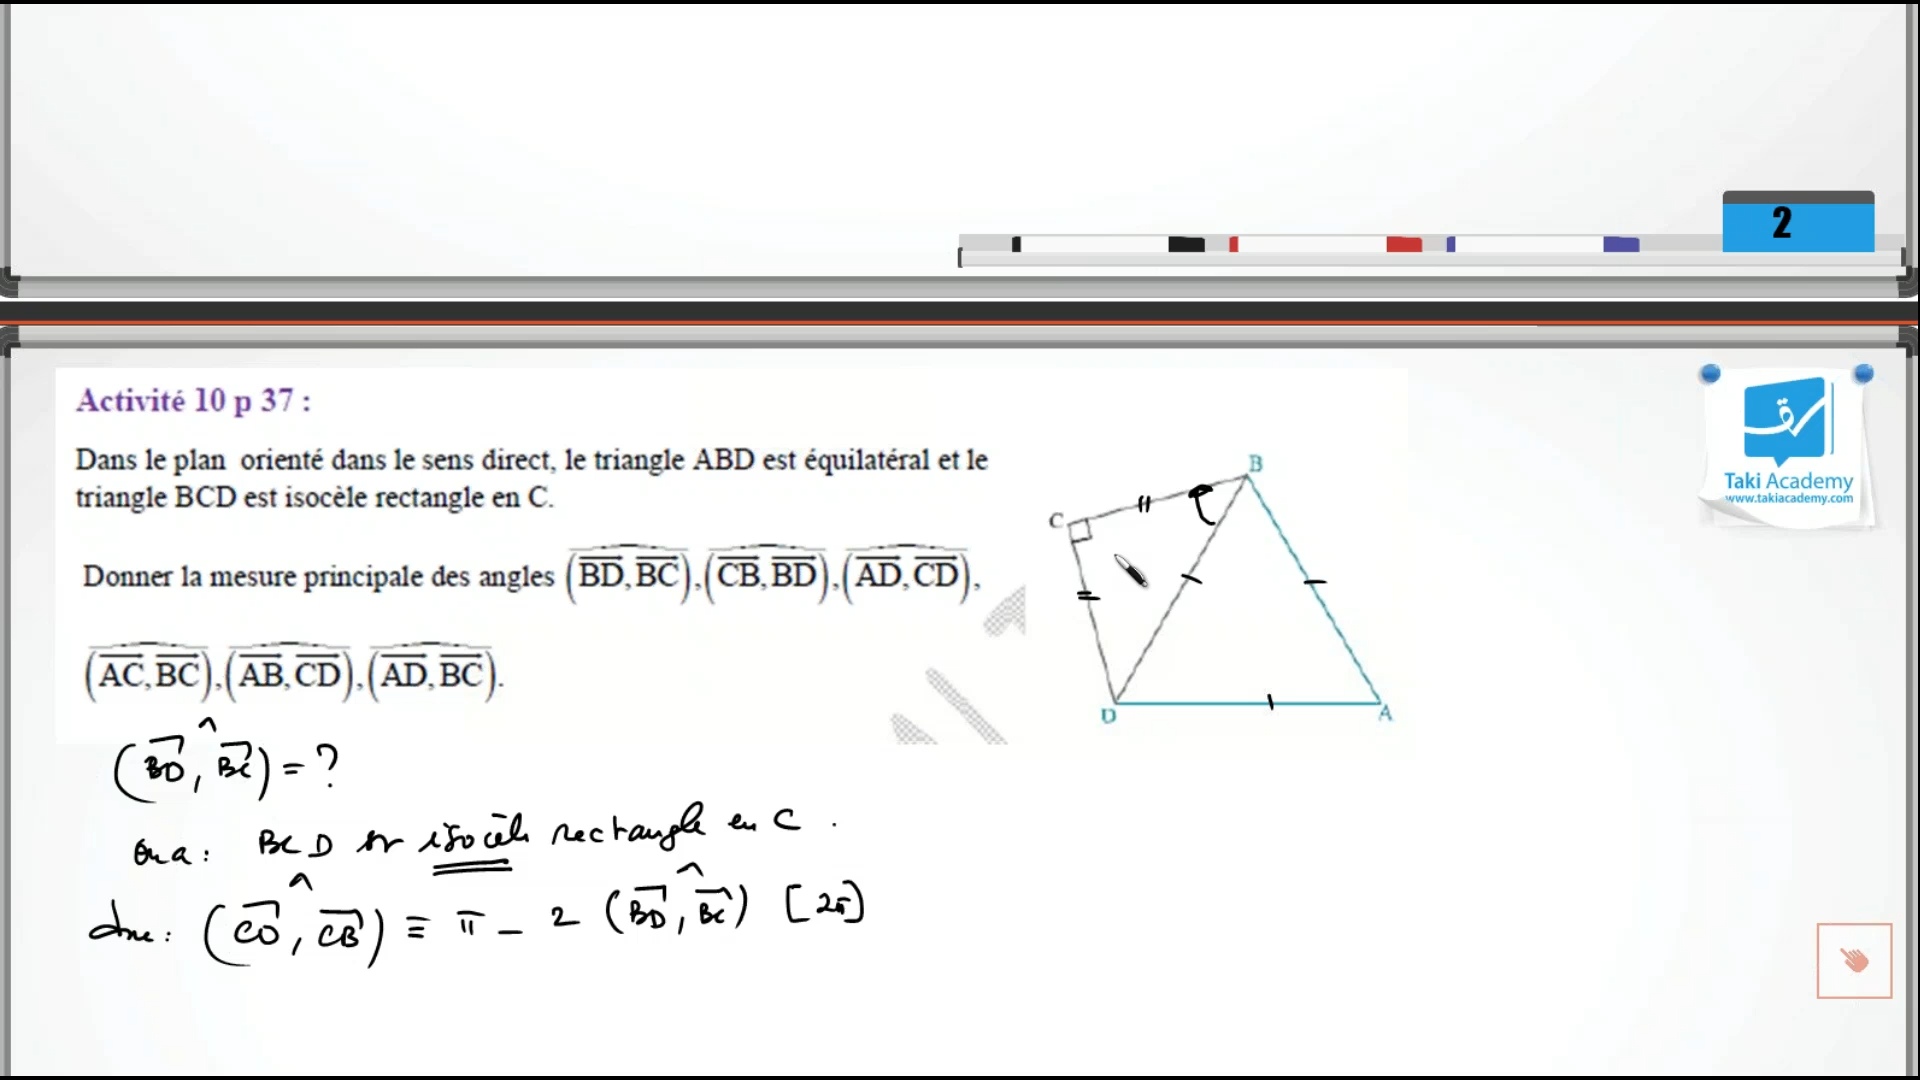 2
Activité 10 p 37 :
Dans le plan orienté dans le sens direct, le triangle ABD est équilatéral et le
triangle BCD est isocèle rectangle en C.
Donner la mesure principale des angles (BD, BC), (CB, BD), (AD, CD),
(AC, BC), (AB, CD), (AD, BC).
B
C
D
A
Taki Academy
www.takiacademy.com
(BD, BC) = ?
On a : BCD est isocèle rectangle en C .
donc : (CD, CB) ≡ π - 2 (BD, BC) [2π]